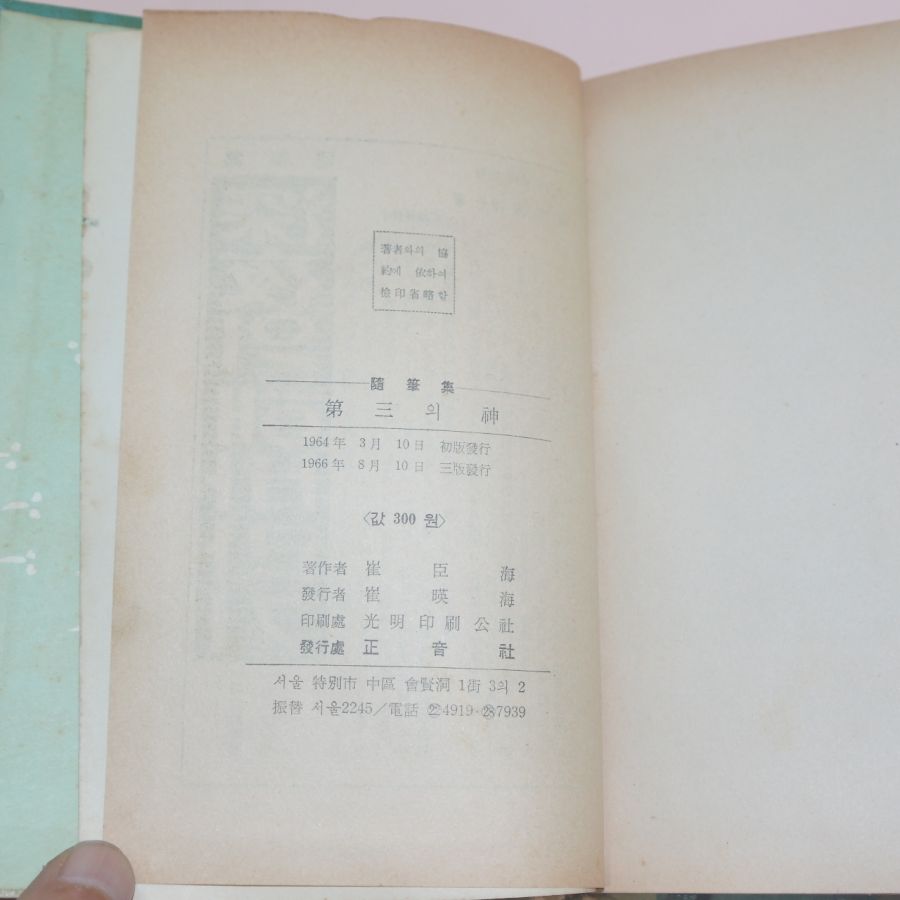 著者와의 協
約에 依하여
檢印省略함
隨筆集
第三의 神
1964年 3月 10日 初版發行
1966年 8月 10日 三版發行
〈값 300 원〉
著作者 崔臣海
發行者 崔暎海
印刷處 光明印刷公社
發行處 正音社
서울 特別市 中區 會賢洞 1街 3의 2
振替 서울2245／電話 ㉒4919·㉘7939